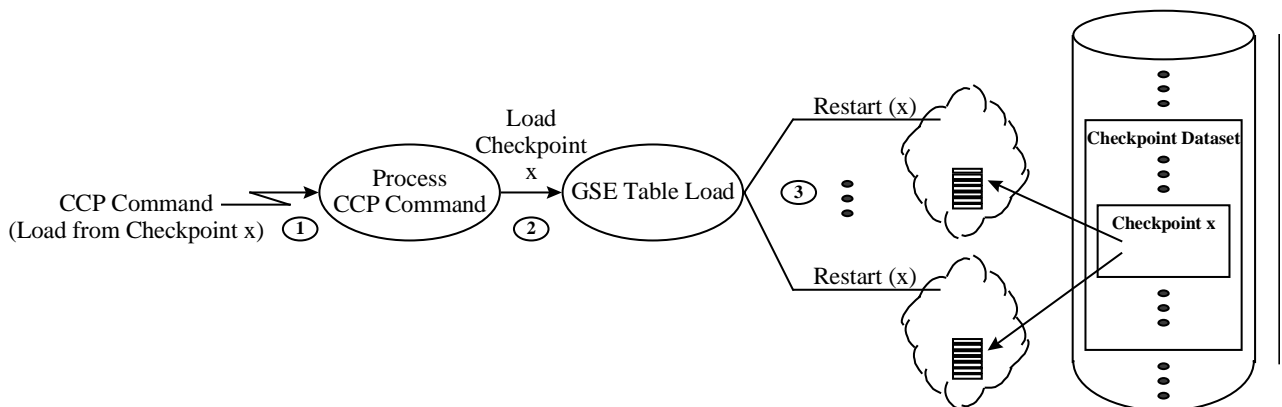 CCP Command
(Load from Checkpoint x)
1
Process
CCP Command
Load
Checkpoint
x
2
GSE Table Load
Restart (x)
3
Restart (x)
Checkpoint Dataset
Checkpoint x